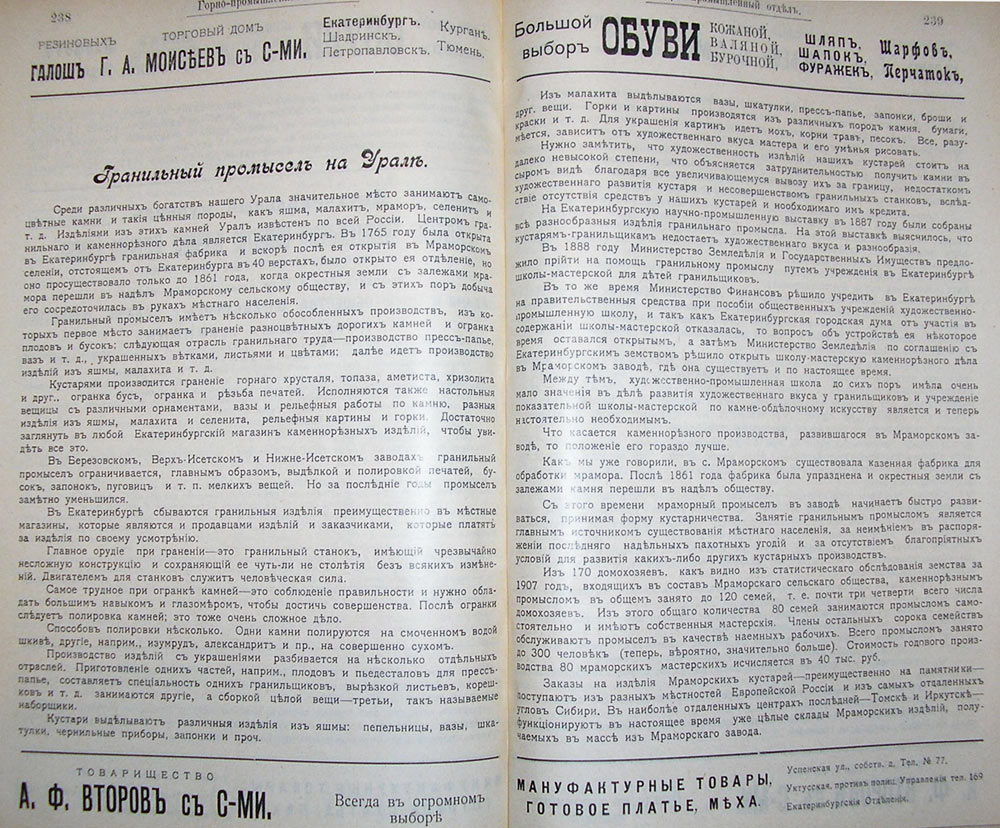 238
Горно-промышлен
РЕЗИНОВЫХЪ
ГАЛОШЪ
ТОРГОВЫЙ ДОМЪ
Г. А. МОИСѢЕВЪ съ С-МИ.
Екатеринбургъ.
Шадринскъ,
Петропавловскъ.
Курганъ.
Тюмень.
Гранильный промыселъ на Уралѣ.
Среди различныхъ богатствъ нашего Урала значительное мѣсто занимаютъ само-
цвѣтные камни и такія цѣнныя породы, какъ яшма, малахитъ, мраморъ, селенитъ и
т. д. Издѣліями изъ этихъ камней Уралъ извѣстенъ по всей Россіи. Центромъ гра-
нильнаго и каменнорѣзнаго дѣла является Екатеринбургъ. Въ 1765 году была открыта
въ Екатеринбургѣ гранильная фабрика и вскорѣ послѣ ея открытія въ Мраморскомъ
селеніи, отстоящемъ отъ Екатеринбурга въ 40 верстахъ, было открыто ея отдѣленіе, но
оно просуществовало только до 1861 года, когда окрестныя земли съ залежами мра-
мора перешли въ надѣлъ Мраморскому сельскому обществу, и съ этихъ поръ добыча
его сосредоточилась въ рукахъ мѣстнаго населенія.
Гранильный промыселъ имѣетъ нѣсколько обособленныхъ производствъ, изъ ко-
торыхъ первое мѣсто занимаетъ граненіе разноцвѣтныхъ дорогихъ камней и огранка
плодовъ и бусокъ; слѣдующая отрасль гранильнаго труда—производство прессъ-папье,
вазъ и т. д., украшенныхъ вѣтками, листьями и цвѣтами; далѣе идетъ производство
издѣлій изъ яшмы, малахита и т. д.
Кустарями производится граненіе горнаго хрусталя, топаза, аметиста, хризолита
и друг., огранка бусъ, огранка и рѣзьба печатей. Исполняются также настольныя
вещицы съ различными орнаментами, вазы и рельефныя работы по камню, разныя
издѣлія изъ яшмы, малахита и селенита, рельефныя картины и горки. Достаточно
заглянуть въ любой Екатеринбургскій магазинъ каменнорѣзныхъ издѣлій, чтобы уви-
дѣть все это.
Въ Березовскомъ, Верхъ-Исетскомъ и Нижне-Исетскомъ заводахъ гранильный
промыселъ ограничивается, главнымъ образомъ, выдѣлкой и полировкой печатей, бу-
сокъ, запонокъ, пуговицъ и т. п. мелкихъ вещей. Но за послѣдніе годы промыселъ
замѣтно уменьшился.
Въ Екатеринбургѣ сбываются гранильныя издѣлія преимущественно въ мѣстные
магазины, которые являются и продавцами издѣлій и заказчиками, которые платятъ
за издѣлія по своему усмотрѣнію.
Главное орудіе при граненіи—это гранильный станокъ, имѣющій чрезвычайно
несложную конструкцію и сохраняющій ее чуть-ли не столѣтія безъ всякихъ измѣне-
ній. Двигателемъ для станковъ служитъ человѣческая сила.
Самое трудное при огранкѣ камней—это соблюденіе правильности и нужно обла-
дать большимъ навыкомъ и глазомѣромъ, чтобы достичь совершенства. Послѣ огранки
слѣдуетъ полировка камней; это тоже очень сложное дѣло.
Способовъ полировки нѣсколько. Одни камни полируются на смоченномъ водой
шкивѣ, другіе, наприм., изумрудъ, александритъ и пр., на совершенно сухомъ.
Производство издѣлій съ украшеніями разбивается на нѣсколько отдѣльныхъ
отраслей. Приготовленіе однихъ частей, наприм., плодовъ и пьедесталовъ для прессъ-
папье, составляетъ спеціальность однихъ гранильщиковъ, вырѣзкой листьевъ, кореш-
ковъ и т. д. занимаются другіе, а сборкой цѣлой вещи—третьи, такъ называемые
наборщики.
Кустари выдѣлываютъ различныя издѣлія изъ яшмы: пепельницы, вазы, шка-
тулки, чернильные приборы, запонки и проч.
ТОВАРИЩЕСТВО
А. Ф. ВТОРОВЪ съ С-МИ.
Всегда въ огромномъ
выборѣ
промышленный отдѣлъ.
239
Большой
выборъ
ОБУВИ
КОЖАНОЙ,
ВАЛЯНОЙ,
БУРОЧНОЙ,
ШЛЯПЪ,
ШАПОКЪ,
ФУРАЖЕКЪ,
Шарфовъ,
Перчатокъ,
Изъ малахита выдѣлываются вазы, шкатулки, прессъ-папье, запонки, броши и
друг. вещи. Горки и картины производятся изъ различныхъ породъ камня, бумаги,
краски и т. д. Для украшенія картинъ идетъ мохъ, корни травъ, песокъ. Все, разу-
мѣется, зависитъ отъ художественнаго вкуса мастера и его умѣнья рисовать.
Нужно замѣтить, что художественность издѣлій нашихъ кустарей стоитъ на
далеко невысокой степени, что объясняется затруднительностью получить камни въ
сыромъ видѣ благодаря все увеличивающемуся вывозу ихъ за границу, недостаткомъ
художественнаго развитія кустаря и несовершенствомъ гранильныхъ станковъ, вслѣд-
ствіе отсутствія средствъ у нашихъ кустарей и необходимаго имъ кредита.
На Екатеринбургскую научно-промышленную выставку въ 1887 году были собраны
всѣ разнообразныя издѣлія гранильнаго промысла. На этой выставкѣ выяснилось, что
кустарямъ-гранильщикамъ недостаетъ художественнаго вкуса и разнообразія.
Въ 1888 году Министерство Земледѣлія и Государственныхъ Имуществъ предло-
жило прійти на помощь гранильному промыслу путемъ учрежденія въ Екатеринбургѣ
школы-мастерской для дѣтей гранильщиковъ.
Въ то же время Министерство Финансовъ рѣшило учредить въ Екатеринбургѣ
на правительственныя средства при пособіи общественныхъ учрежденій художественно-
промышленную школу, и такъ какъ Екатеринбургская городская дума отъ участія въ
содержаніи школы-мастерской отказалась, то вопросъ объ устройствѣ ея нѣкоторое
время оставался открытымъ, а затѣмъ Министерство Земледѣлія по соглашенію съ
Екатеринбургскимъ земствомъ рѣшило открыть школу-мастерскую каменорѣзнаго дѣла
въ Мраморскомъ заводѣ, гдѣ она существуетъ и по настоящее время.
Между тѣмъ, художественно-промышленная школа до сихъ поръ имѣла очень
мало значенія въ дѣлѣ развитія художественнаго вкуса у гранильщиковъ и учрежденіе
показательной школы-мастерской по камне-обдѣлочному искусству является и теперь
настоятельно необходимымъ.
Что касается каменнорѣзнаго производства, развившагося въ Мраморскомъ за-
водѣ, то положеніе его гораздо лучше.
Какъ мы уже говорили, въ с. Мраморскомъ существовала казенная фабрика для
обработки мрамора. Послѣ 1861 года фабрика была упразднена и окрестныя земли съ
залежами камня перешли въ надѣлъ обществу.
Съ этого времени мраморный промыселъ въ заводѣ начинаетъ быстро разви-
ваться, принимая форму кустарничества. Занятіе гранильнымъ промысломъ является
главнымъ источникомъ существованія мѣстнаго населенія, за неимѣніемъ въ распоря-
женіи послѣдняго надѣльныхъ пахотныхъ угодій и за отсутствіемъ благопріятныхъ
условій для развитія какихъ-либо другихъ кустарныхъ производствъ.
Изъ 170 домохозяевъ, какъ видно изъ статистическаго обслѣдованія земства за
1907 годъ, входящихъ въ составъ Мраморскаго сельскаго общества, каменнорѣзнымъ
промысломъ въ общемъ занято до 120 семей, т. е. почти три четверти всего числа
домохозяевъ. Изъ этого общаго количества 80 семей занимаются промысломъ само-
стоятельно и имѣютъ собственныя мастерскія. Члены остальныхъ сорока семействъ
обслуживаютъ промыселъ въ качествѣ наемныхъ рабочихъ. Всего промысломъ занято
до 300 человѣкъ (теперь, вѣроятно, значительно больше). Стоимость годового произ-
водства 80 мраморскихъ мастерскихъ исчисляется въ 40 тыс. руб.
Заказы на издѣлія Мраморскихъ кустарей—преимущественно на памятники—
поступаютъ изъ разныхъ мѣстностей Европейской Россіи и изъ самыхъ отдаленныхъ
угловъ Сибири. Въ наиболѣе отдаленныхъ центрахъ послѣдней—Томскѣ и Иркутскѣ—
функціонируютъ въ настоящее время уже цѣлые склады Мраморскихъ издѣлій, полу-
чаемыхъ въ массѣ изъ Мраморскаго завода.
МАНУФАКТУРНЫЕ ТОВАРЫ,
ГОТОВОЕ ПЛАТЬЕ, МѢХА.
Успенская ул., собств. д. Тел. № 77.
Уктусская, противъ полиц. Управленія тел. 169
Екатеринбургскія Отдѣленія.